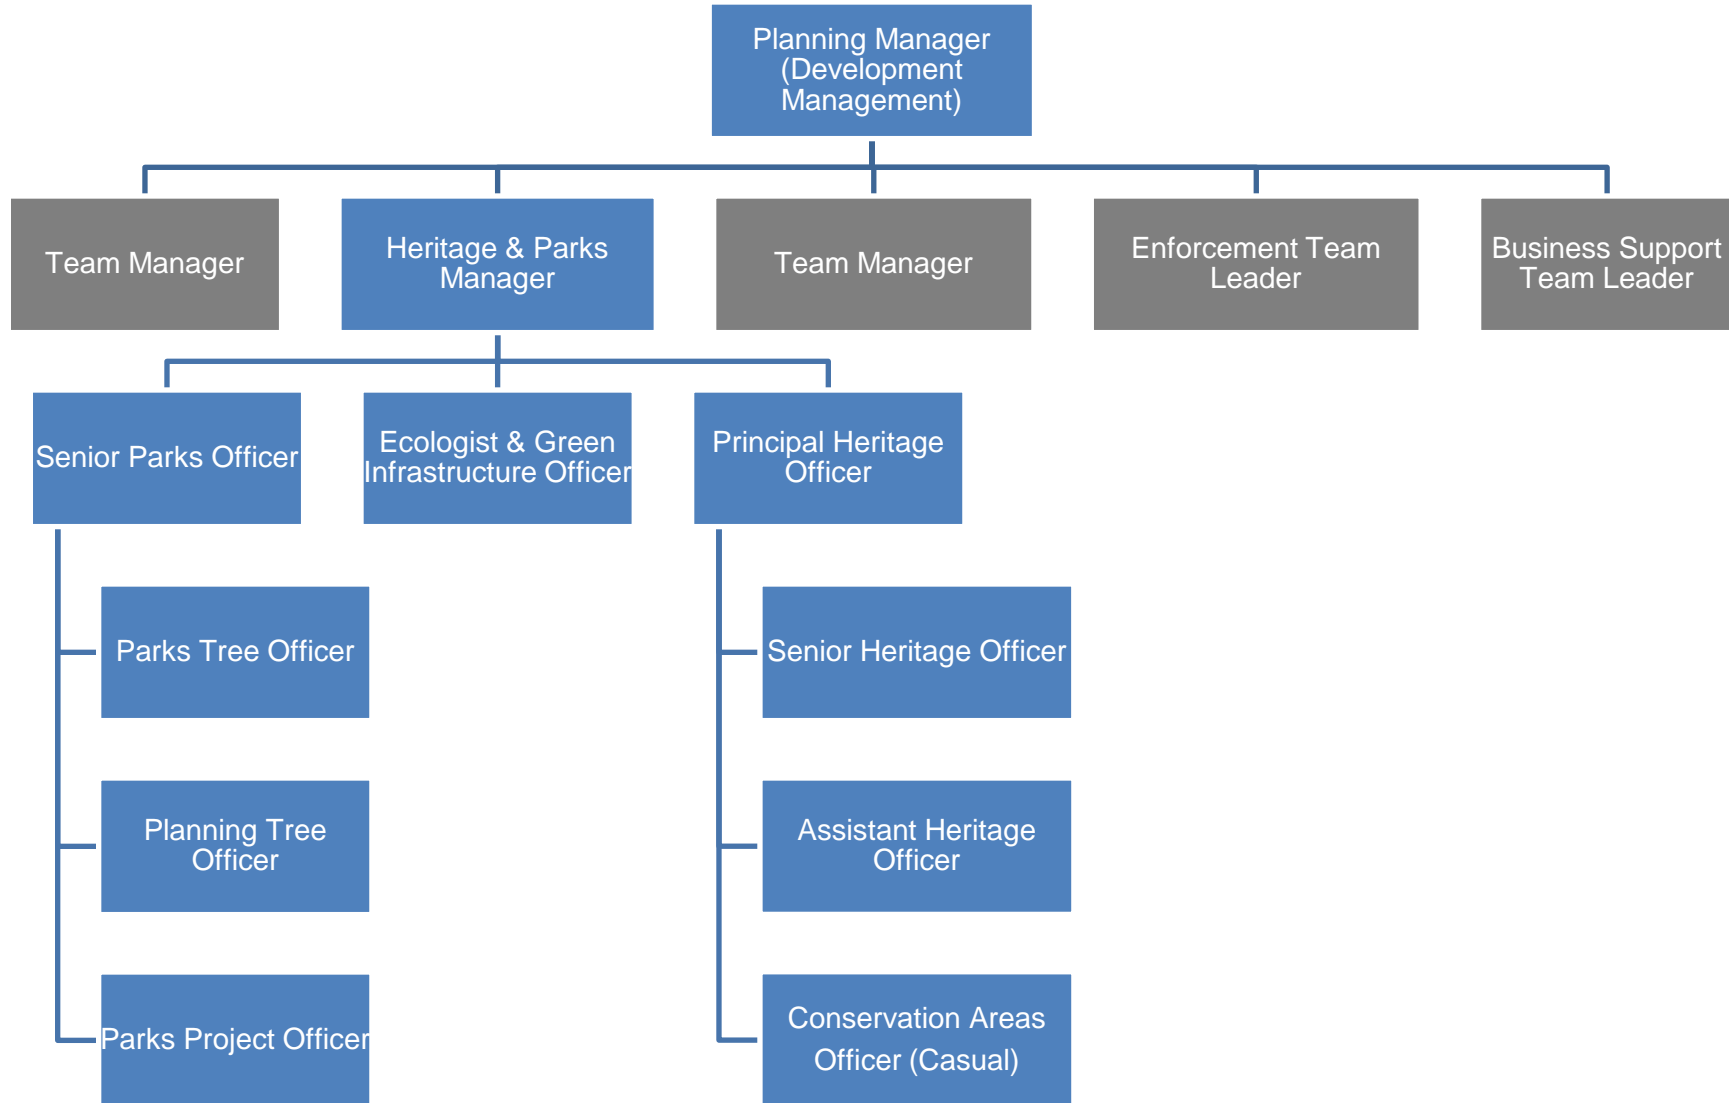 Planning Manager
(Development
Management)
Team Manager
Heritage & Parks
Manager
Team Manager
Enforcement Team
Leader
Business Support
Team Leader
Senior Parks Officer
Ecologist & Green
Infrastructure Officer
Principal Heritage
Officer
Parks Tree Officer
Senior Heritage Officer
Planning Tree
Officer
Assistant Heritage
Officer
Parks Project Officer
Conservation Areas
Officer (Casual)